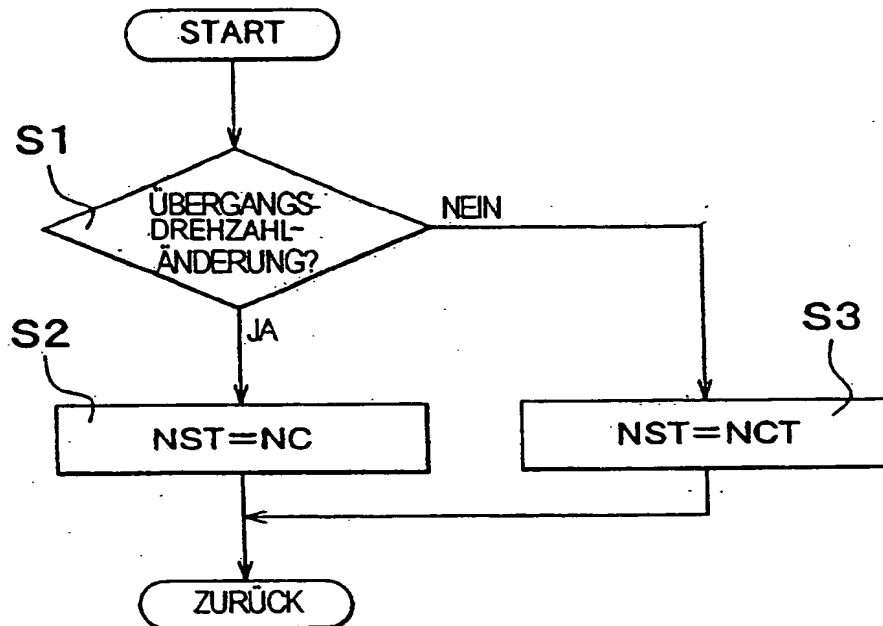 START
S1
ÜBERGANGS-
DREHZAHL-
ÄNDERUNG?
NEIN
JA
S2
NST=NC
S3
NST=NCT
ZURÜCK